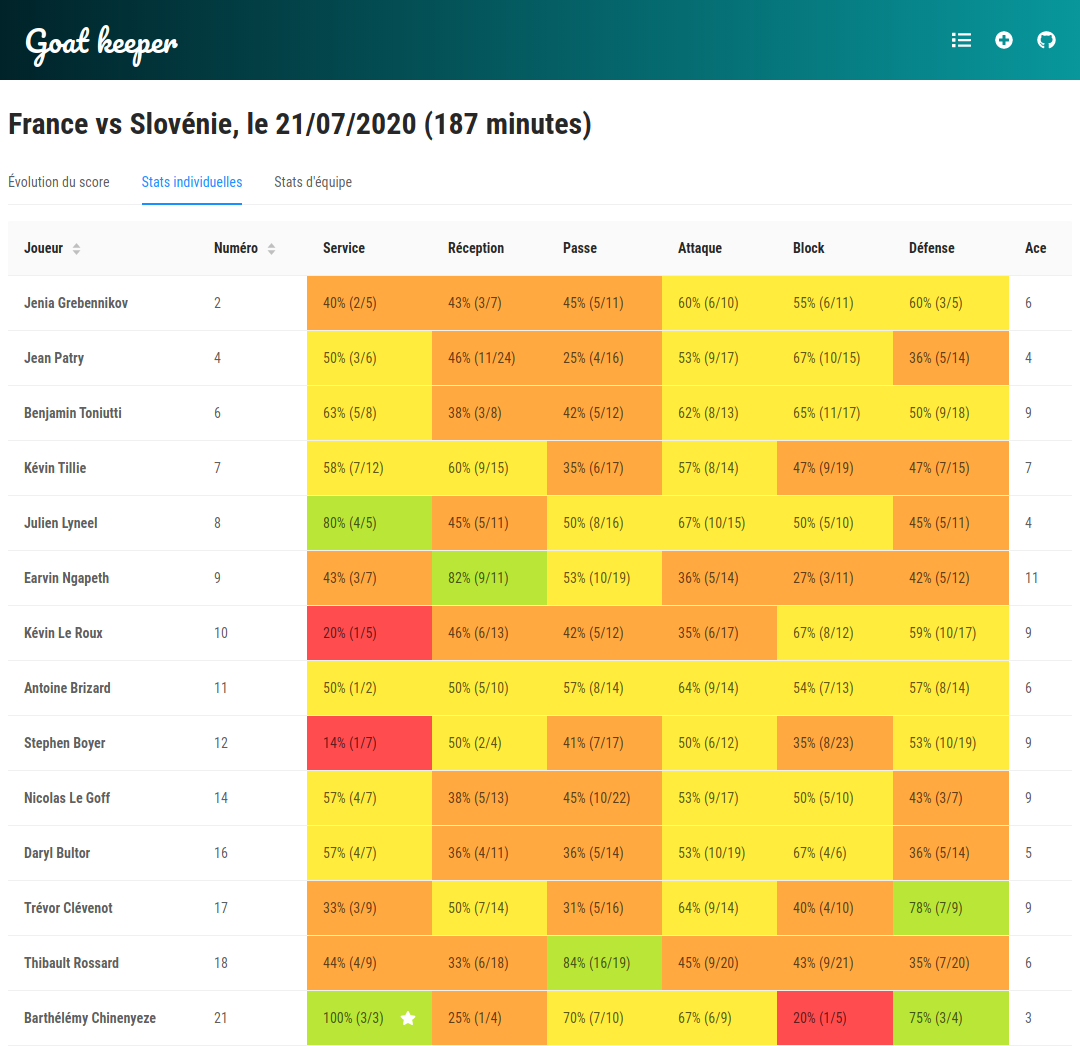 Goat keeper
France vs Slovénie, le 21/07/2020 (187 minutes)
Évolution du score Stats individuelles Stats d'équipe
Joueur Numéro Service Réception Passe Attaque Block Défense Ace
Jenia Grebennikov 2 40% (2/5) 43% (3/7) 45% (5/11) 60% (6/10) 55% (6/11) 60% (3/5) 6
Jean Patry 4 50% (3/6) 46% (11/24) 25% (4/16) 53% (9/17) 67% (10/15) 36% (5/14) 4
Benjamin Toniutti 6 63% (5/8) 38% (3/8) 42% (5/12) 62% (8/13) 65% (11/17) 50% (9/18) 9
Kévin Tillie 7 58% (7/12) 60% (9/15) 35% (6/17) 57% (8/14) 47% (9/19) 47% (7/15) 7
Julien Lyneel 8 80% (4/5) 45% (5/11) 50% (8/16) 67% (10/15) 50% (5/10) 45% (5/11) 4
Earvin Ngapeth 9 43% (3/7) 82% (9/11) 53% (10/19) 36% (5/14) 27% (3/11) 42% (5/12) 11
Kévin Le Roux 10 20% (1/5) 46% (6/13) 42% (5/12) 35% (6/17) 67% (8/12) 59% (10/17) 9
Antoine Brizard 11 50% (1/2) 50% (5/10) 57% (8/14) 64% (9/14) 54% (7/13) 57% (8/14) 6
Stephen Boyer 12 14% (1/7) 50% (2/4) 41% (7/17) 50% (6/12) 35% (8/23) 53% (10/19) 9
Nicolas Le Goff 14 57% (4/7) 38% (5/13) 45% (10/22) 53% (9/17) 50% (5/10) 43% (3/7) 9
Daryl Bultor 16 57% (4/7) 36% (4/11) 36% (5/14) 53% (10/19) 67% (4/6) 36% (5/14) 5
Trévor Clévenot 17 33% (3/9) 50% (7/14) 31% (5/16) 64% (9/14) 40% (4/10) 78% (7/9) 9
Thibault Rossard 18 44% (4/9) 33% (6/18) 84% (16/19) 45% (9/20) 43% (9/21) 35% (7/20) 6
Barthélémy Chinenyeze 21 100% (3/3) 25% (1/4) 70% (7/10) 67% (6/9) 20% (1/5) 75% (3/4) 3